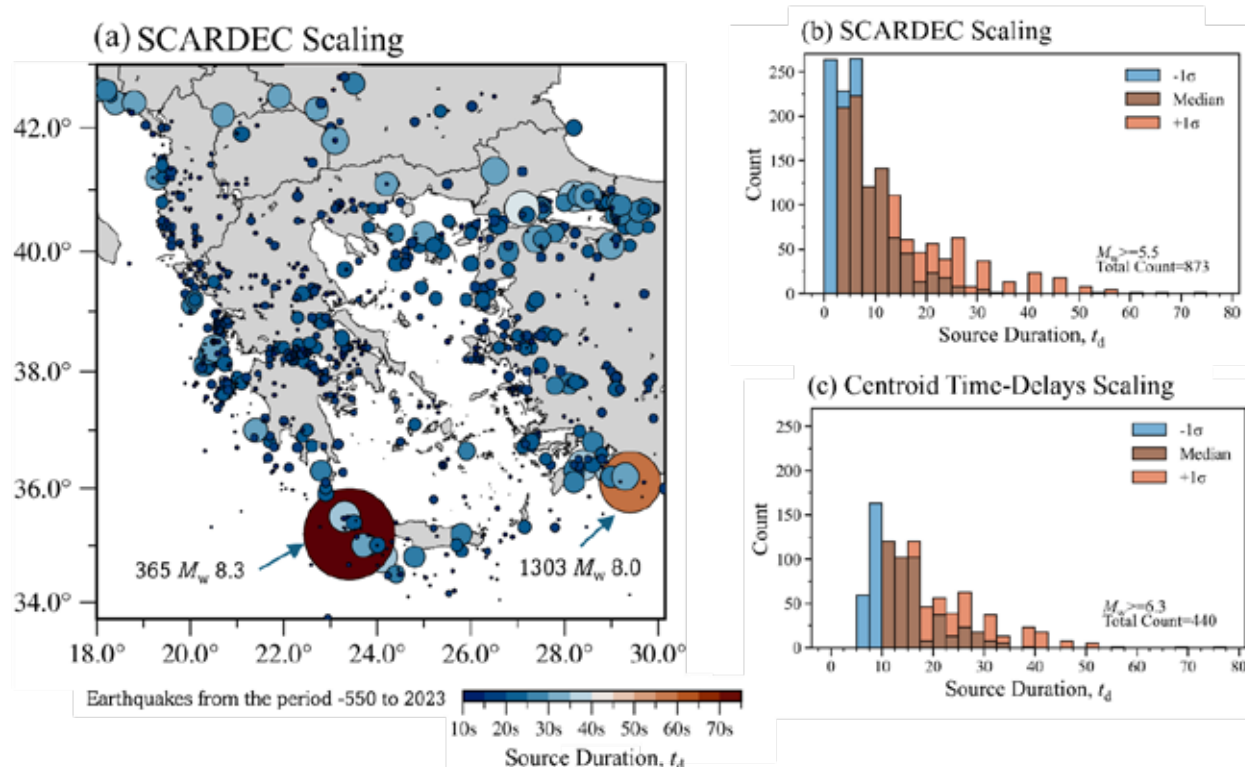 (a) SCARDEC Scaling
42.0°
40.0°
38.0°
36.0°
34.0°
18.0° 20.0° 22.0° 24.0° 26.0° 28.0° 30.0°
365 Mw 8.3
1303 Mw 8.0
Earthquakes from the period -550 to 2023
10s 20s 30s 40s 50s 60s 70s
Source Duration, td
(b) SCARDEC Scaling
-1σ
Median
+1σ
250
200
150
100
50
0
Count
Mw>=5.5
Total Count=873
0 10 20 30 40 50 60 70 80
Source Duration, td
(c) Centroid Time-Delays Scaling
-1σ
Median
+1σ
250
200
150
100
50
0
Count
Mw>=6.3
Total Count=440
0 10 20 30 40 50 60 70 80
Source Duration, td